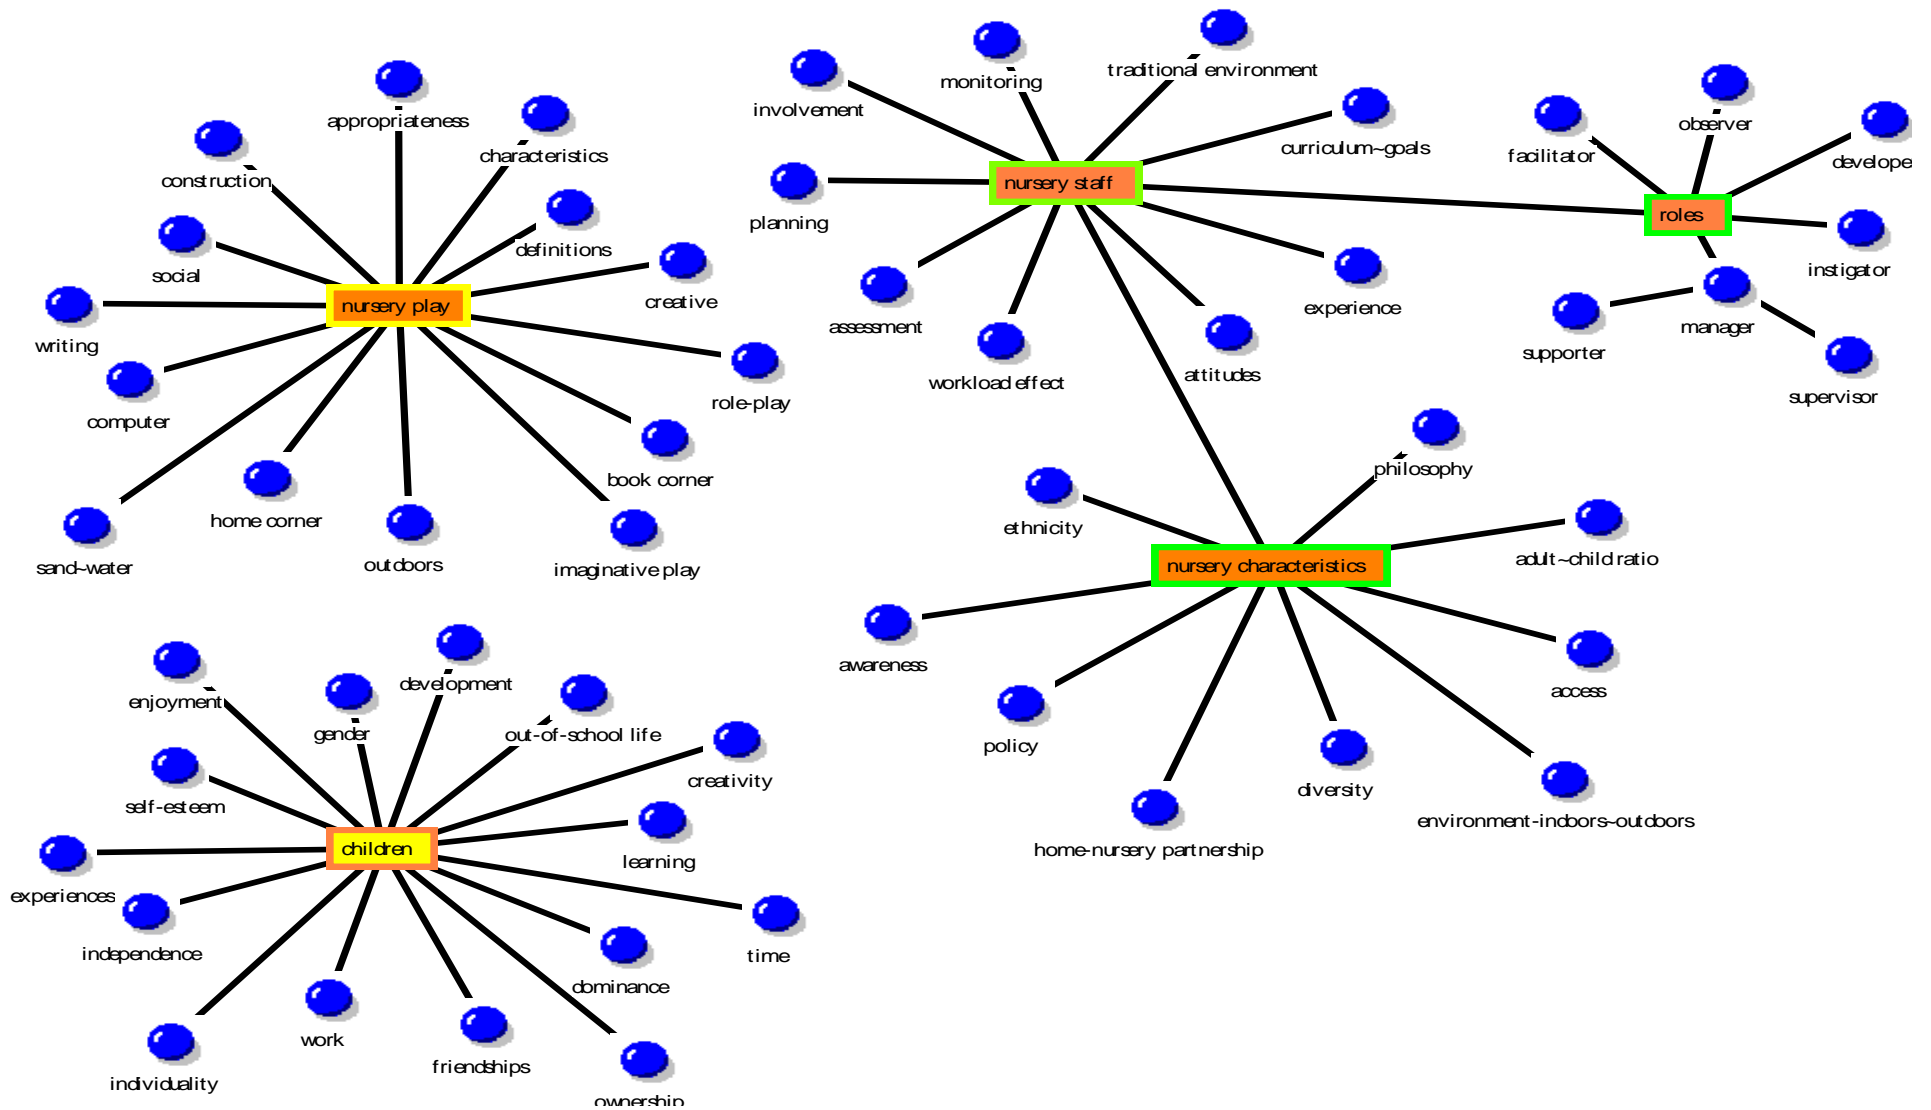 appropriateness
characteristics
construction
definitions
social
creative
nursery play
writing
role-play
computer
book corner
home corner
outdoors
imaginative play
sand~water
monitoring
traditional environment
involvement
curriculum~goals
nursery staff
planning
experience
assessment
workload effect
attitudes
observer
facilitator
develope
roles
instigator
manager
supporter
supervisor
philosophy
ethnicity
adult~child ratio
nursery characteristics
awareness
access
policy
diversity
environment-indoors~outdoors
home-nursery partnership
development
enjoyment
gender
out-of-school life
creativity
self-esteem
children
learning
experiences
independence
time
dominance
work
friendships
individuality
ownership